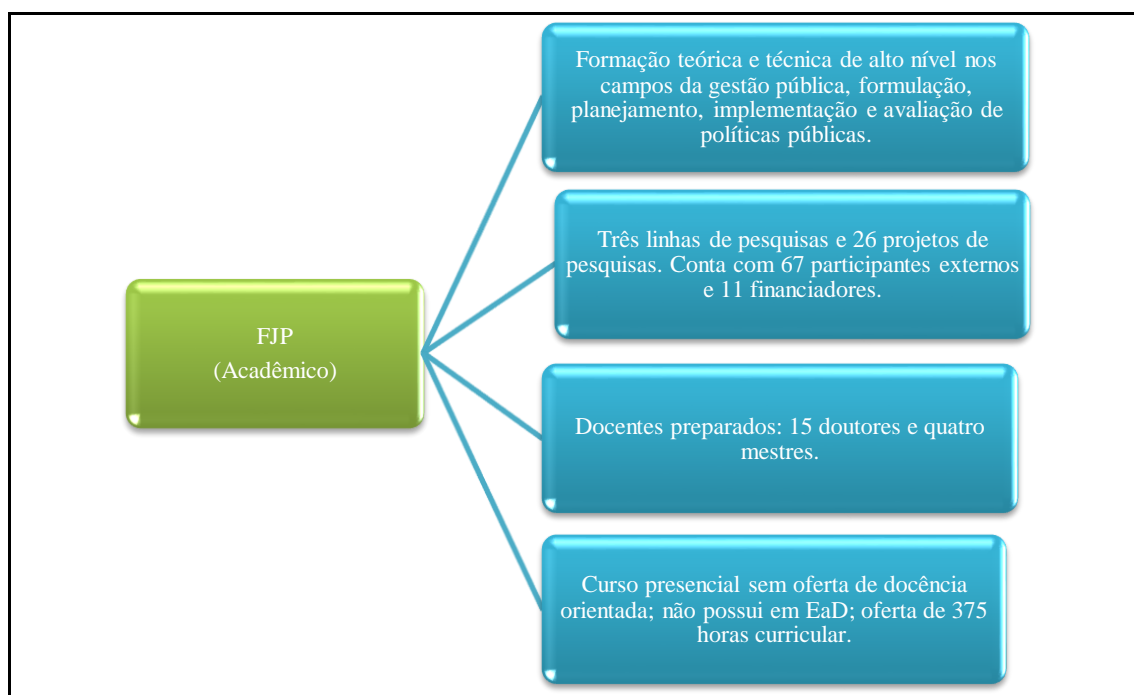 FJP
(Acadêmico)
Formação teórica e técnica de alto nível nos
campos da gestão pública, formulação,
planejamento, implementação e avaliação de
políticas públicas.
Três linhas de pesquisas e 26 projetos de
pesquisas. Conta com 67 participantes externos
e 11 financiadores.
Docentes preparados: 15 doutores e quatro
mestres.
Curso presencial sem oferta de docência
orientada; não possui em EaD; oferta de 375
horas curricular.